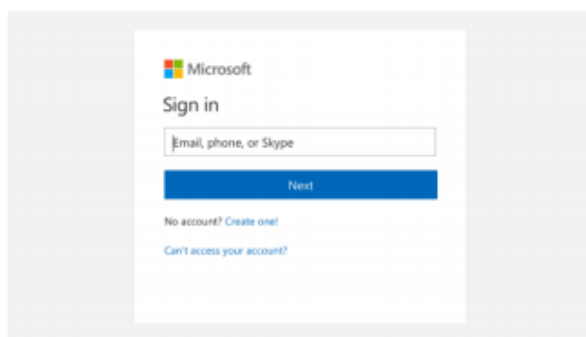 Microsoft
Sign in
Email, phone, or Skype
Next
No account? Create one!
Can't access your account?